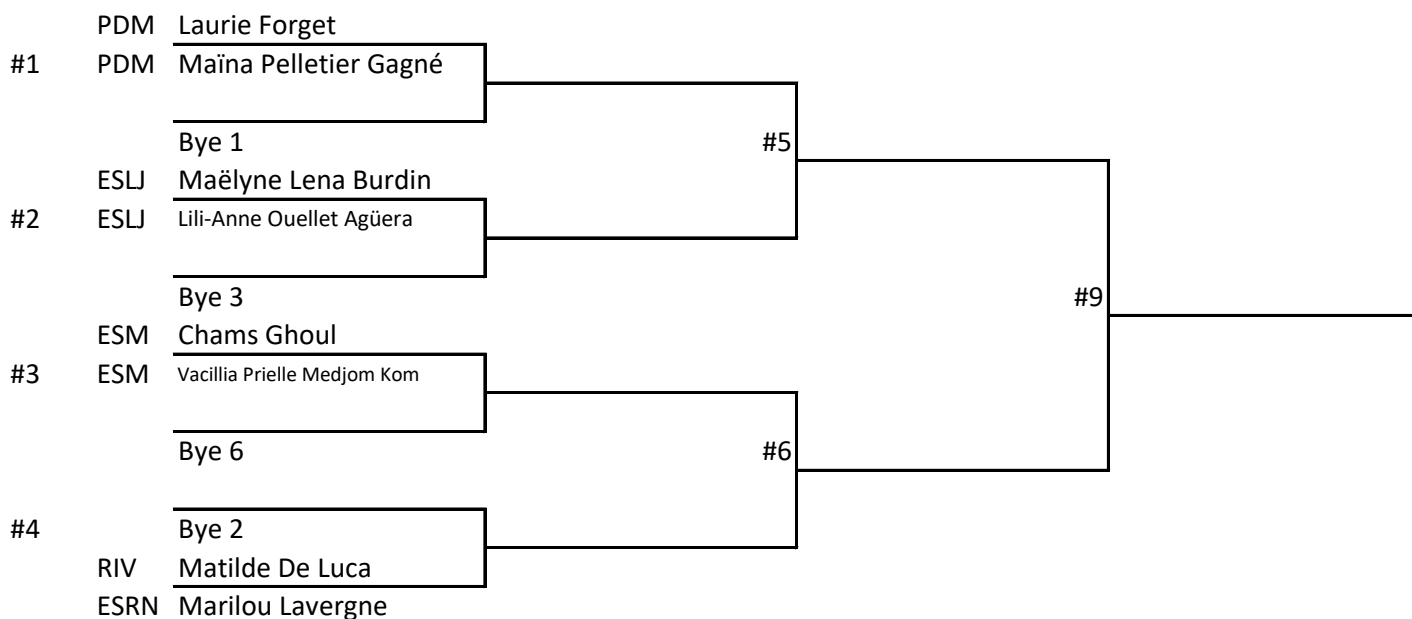 PDM Laurie Forget
#1 PDM Maïna Pelletier Gagné
Bye 1 #5
ESLJ Maëlyne Lena Burdin
#2 ESLJ Lili-Anne Ouellet Agüera
Bye 3 #9
ESM Chams Ghoul
#3 ESM Vacillia Prielle Medjom Kom
Bye 6 #6
#4 Bye 2
RIV Matilde De Luca
ESRN Marilou Lavergne